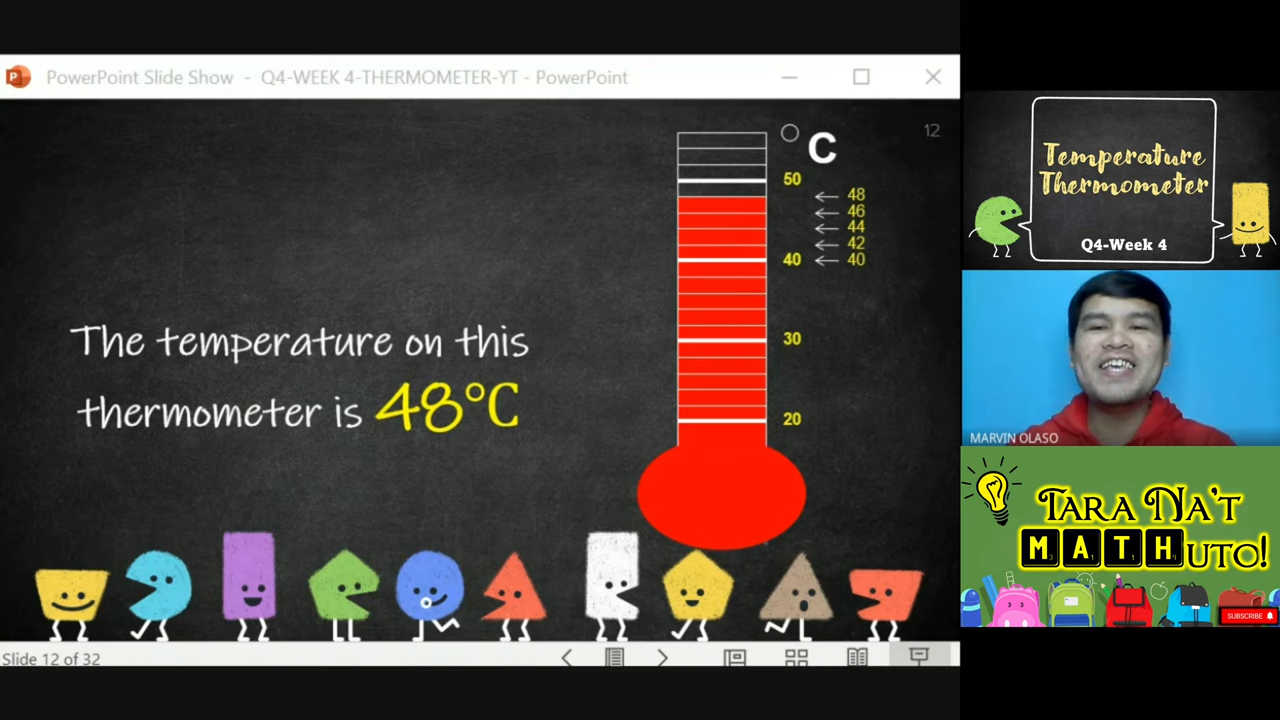 PowerPoint Slide Show - Q4-WEEK 4-THERMOMETER-YT - PowerPoint
12
C
50
48
46
44
42
40
40
30
20
The temperature on this
thermometer is 48°C
Slide 12 of 32
Temperature
Thermometer
Q4-Week 4
MARVIN OLASO
TARA NA'T
MATHUTO!
SUBSCRIBE